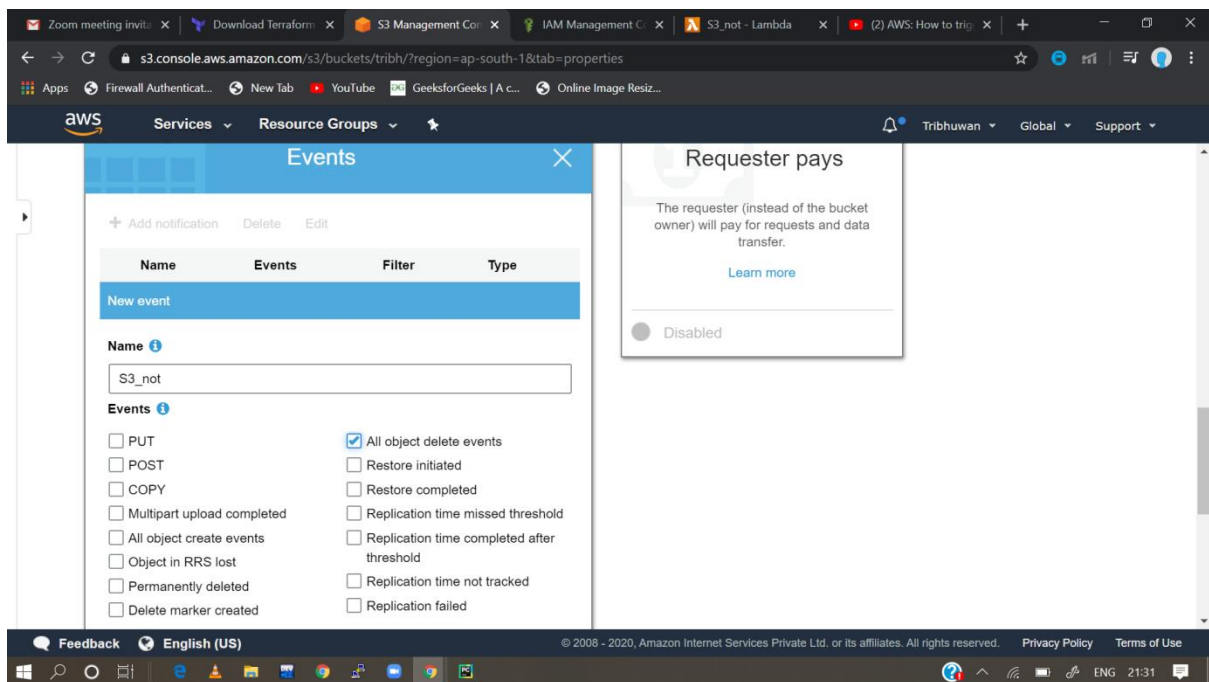 Zoom meeting invita
Download Terraform
S3 Management Con
IAM Management C
S3_not - Lambda
(2) AWS: How to trig
s3.console.aws.amazon.com/s3/buckets/tribh/?region=ap-south-1&tab=properties
Apps
Firewall Authenticat...
New Tab
YouTube
GeeksforGeeks | A c...
Online Image Resiz...
aws
Services
Resource Groups
Tribhuwan
Global
Support
Events
+ Add notification
Delete
Edit
Name
Events
Filter
Type
New event
Name
S3_not
Events
PUT
POST
COPY
Multipart upload completed
All object create events
Object in RRS lost
Permanently deleted
Delete marker created
All object delete events
Restore initiated
Restore completed
Replication time missed threshold
Replication time completed after
threshold
Replication time not tracked
Replication failed
Requester pays
The requester (instead of the bucket
owner) will pay for requests and data
transfer.
Learn more
Disabled
Feedback
English (US)
© 2008 - 2020, Amazon Internet Services Private Ltd. or its affiliates. All rights reserved.
Privacy Policy
Terms of Use
ENG
21:31